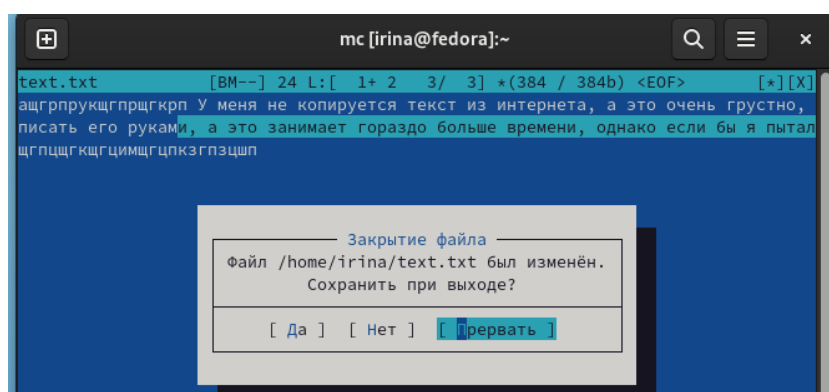 mc [irina@fedora]:~
text.txt [BM--] 24 L:[ 1+ 2 3/ 3] *(384 / 384b) <EOF> [*][X]
ащгрпрукщгпрщгкрп У меня не копируется текст из интернета, а это очень грустно,
писать его руками, а это занимает гораздо больше времени, однако если бы я пытал
щгпцщгкщгцимщгцпкзгпзцшп
Закрытие файла
Файл /home/irina/text.txt был изменён.
Сохранить при выходе?
[ Да ] [ Нет ] [ Прервать ]